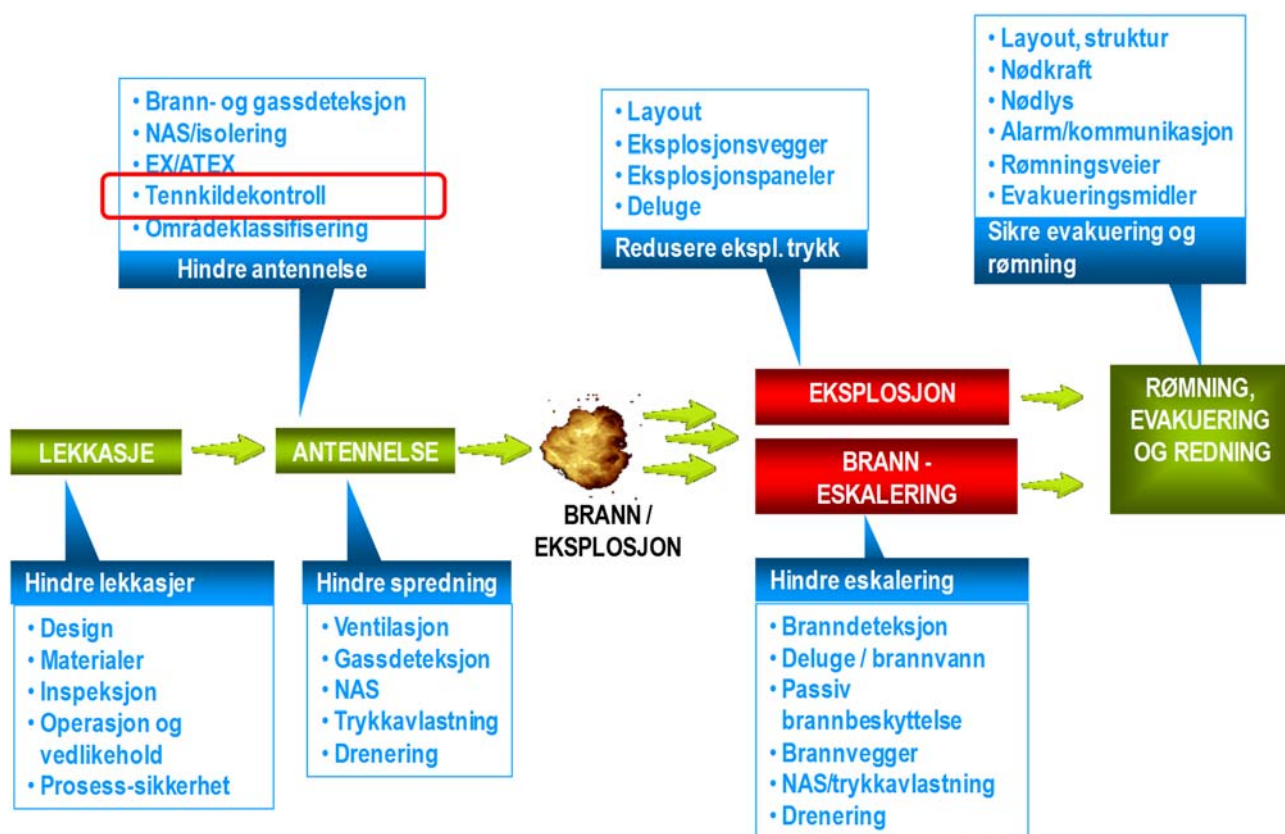 • Brann- og gassdeteksjon
• NAS/isolering
• EX/ATEX
• Tennkildekontroll
• Områdeklassifisering
Hindre antennelse
• Layout
• Eksplosjonsvegger
• Eksplosjonspaneler
• Deluge
Redusere ekspl. trykk
• Layout, struktur
• Nødkraft
• Nødlys
• Alarm/kommunikasjon
• Rømningsveier
• Evakueringsmidler
Sikre evakuering og
rømning
LEKKASJE
ANTENNELSE
BRANN /
EKSPLOSJON
EKSPLOSJON
BRANN -
ESKALERING
RØMNING,
EVAKUERING
OG REDNING
Hindre lekkasjer
• Design
• Materialer
• Inspeksjon
• Operasjon og
vedlikehold
• Prosess-sikkerhet
Hindre spredning
• Ventilasjon
• Gassdeteksjon
• NAS
• Trykkavlastning
• Drenering
Hindre eskalering
• Branndeteksjon
• Deluge / brannvann
• Passiv
brannbeskyttelse
• Brannvegger
• NAS/trykkavlastning
• Drenering